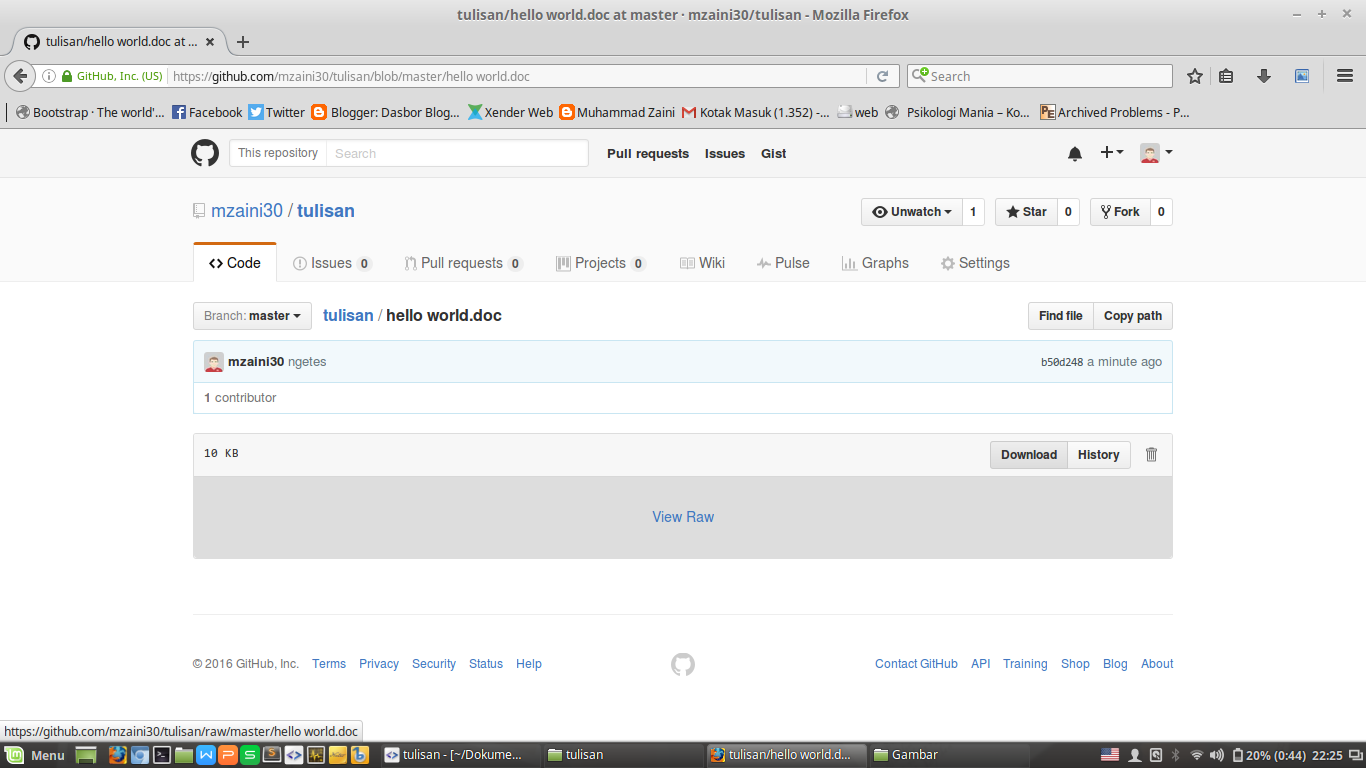 tulisan/hello world.doc at master · mzaini30/tulisan - Mozilla Firefox
tulisan/hello world.doc at ...
GitHub, Inc. (US) https://github.com/mzaini30/tulisan/blob/master/hello world.doc Search
Bootstrap · The world'... Facebook Twitter Blogger: Dasbor Blog... Xender Web Muhammad Zaini Kotak Masuk (1.352) -... web Psikologi Mania – Ko... Archived Problems - P...
This repository Search Pull requests Issues Gist
mzaini30 / tulisan Unwatch 1 Star 0 Fork 0
Code Issues 0 Pull requests 0 Projects 0 Wiki Pulse Graphs Settings
Branch: master tulisan / hello world.doc Find file Copy path
mzaini30 ngetes b50d248 a minute ago
1 contributor
10 KB Download History
View Raw
© 2016 GitHub, Inc. Terms Privacy Security Status Help Contact GitHub API Training Shop Blog About
https://github.com/mzaini30/tulisan/raw/master/hello world.doc
Menu tulisan - [~/Dokume... tulisan tulisan/hello world.d... Gambar 20% (0:44) 22:25